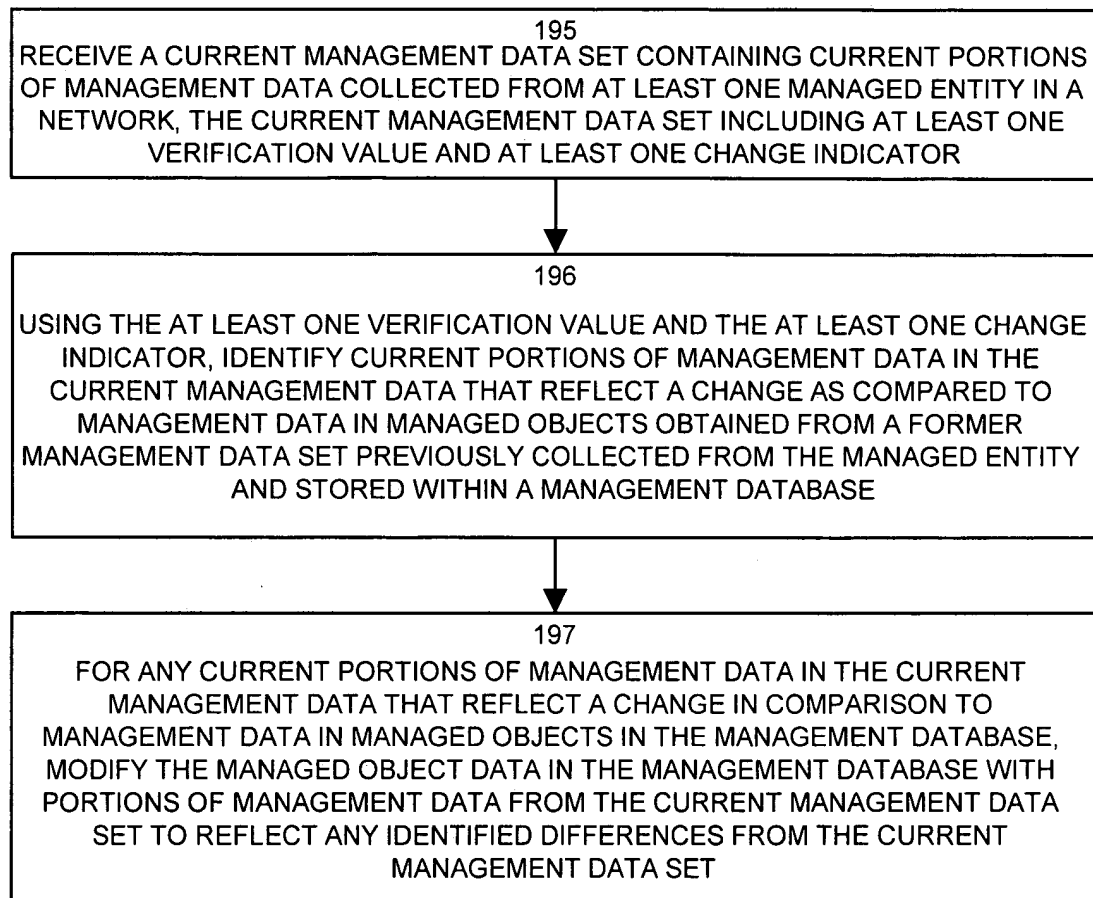 195
RECEIVE A CURRENT MANAGEMENT DATA SET CONTAINING CURRENT PORTIONS
OF MANAGEMENT DATA COLLECTED FROM AT LEAST ONE MANAGED ENTITY IN A
NETWORK, THE CURRENT MANAGEMENT DATA SET INCLUDING AT LEAST ONE
VERIFICATION VALUE AND AT LEAST ONE CHANGE INDICATOR
196
USING THE AT LEAST ONE VERIFICATION VALUE AND THE AT LEAST ONE CHANGE
INDICATOR, IDENTIFY CURRENT PORTIONS OF MANAGEMENT DATA IN THE
CURRENT MANAGEMENT DATA THAT REFLECT A CHANGE AS COMPARED TO
MANAGEMENT DATA IN MANAGED OBJECTS OBTAINED FROM A FORMER
MANAGEMENT DATA SET PREVIOUSLY COLLECTED FROM THE MANAGED ENTITY
AND STORED WITHIN A MANAGEMENT DATABASE
197
FOR ANY CURRENT PORTIONS OF MANAGEMENT DATA IN THE CURRENT
MANAGEMENT DATA THAT REFLECT A CHANGE IN COMPARISON TO
MANAGEMENT DATA IN MANAGED OBJECTS IN THE MANAGEMENT DATABASE,
MODIFY THE MANAGED OBJECT DATA IN THE MANAGEMENT DATABASE WITH
PORTIONS OF MANAGEMENT DATA FROM THE CURRENT MANAGEMENT DATA
SET TO REFLECT ANY IDENTIFIED DIFFERENCES FROM THE CURRENT
MANAGEMENT DATA SET